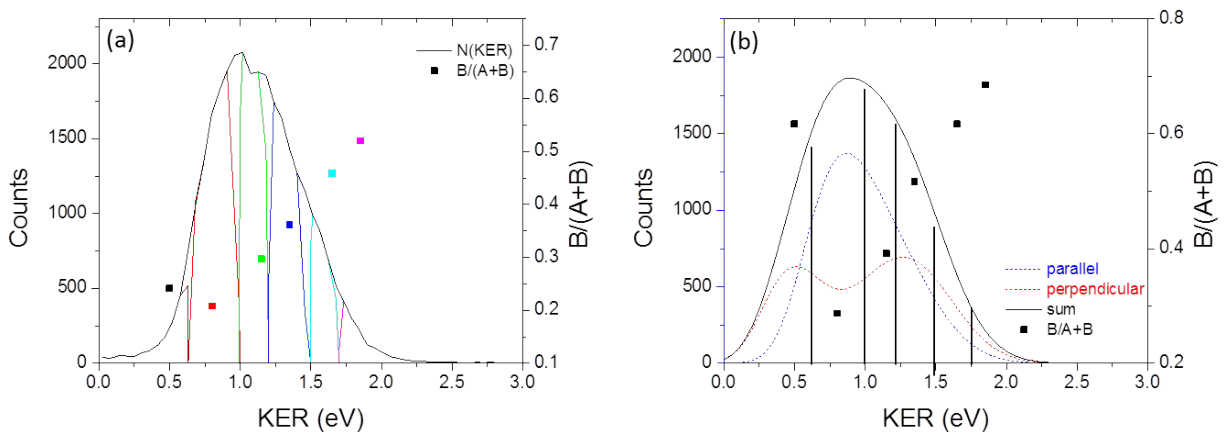 (a)
N(KER)
B/(A+B)
Counts
2000
1500
1000
500
0
0.7
0.6
0.5
0.4
0.3
0.2
0.1
B/(A+B)
0.0
0.5
1.0
1.5
2.0
2.5
3.0
KER (eV)
(b)
parallel
perpendicular
sum
B/A+B
Counts
2000
1500
1000
500
0
0.8
0.6
0.4
0.2
B/(A+B)
0.0
0.5
1.0
1.5
2.0
2.5
3.0
KER (eV)